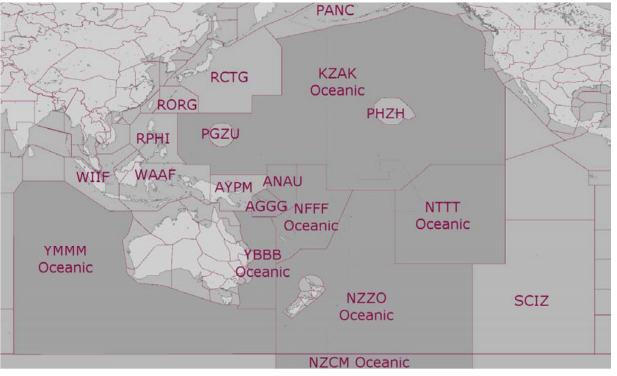 PANC
RCTG
KZAK
Oceanic
RORG
PHZH
PGZU
RPHI
WIIF
WAAF
AYPM
ANAU
AGGG
NFFF
Oceanic
NTTT
Oceanic
YMMM
Oceanic
YBBB
Oceanic
NZZO
Oceanic
SCIZ
NZCM Oceanic